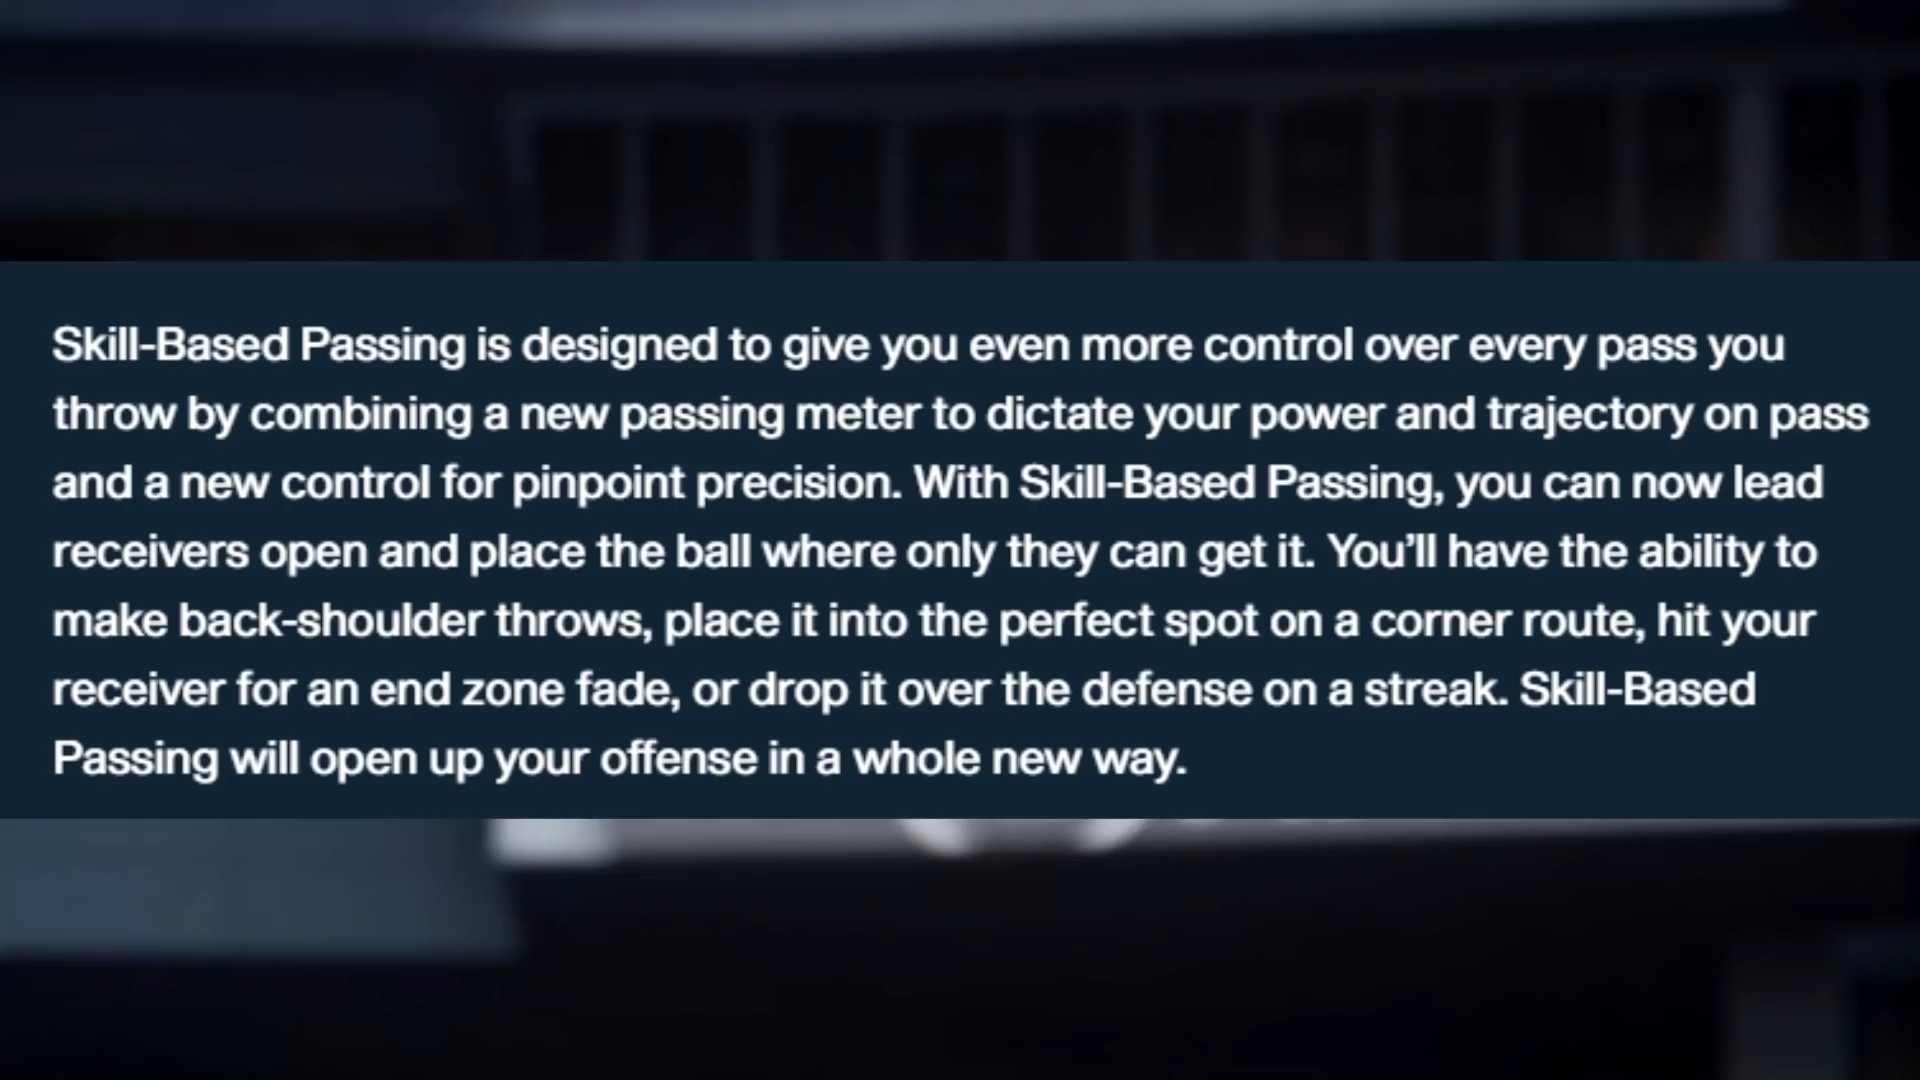 Skill-Based Passing is designed to give you even more control over every pass you
throw by combining a new passing meter to dictate your power and trajectory on pass
and a new control for pinpoint precision. With Skill-Based Passing, you can now lead
receivers open and place the ball where only they can get it. You’ll have the ability to
make back-shoulder throws, place it into the perfect spot on a corner route, hit your
receiver for an end zone fade, or drop it over the defense on a streak. Skill-Based
Passing will open up your offense in a whole new way.